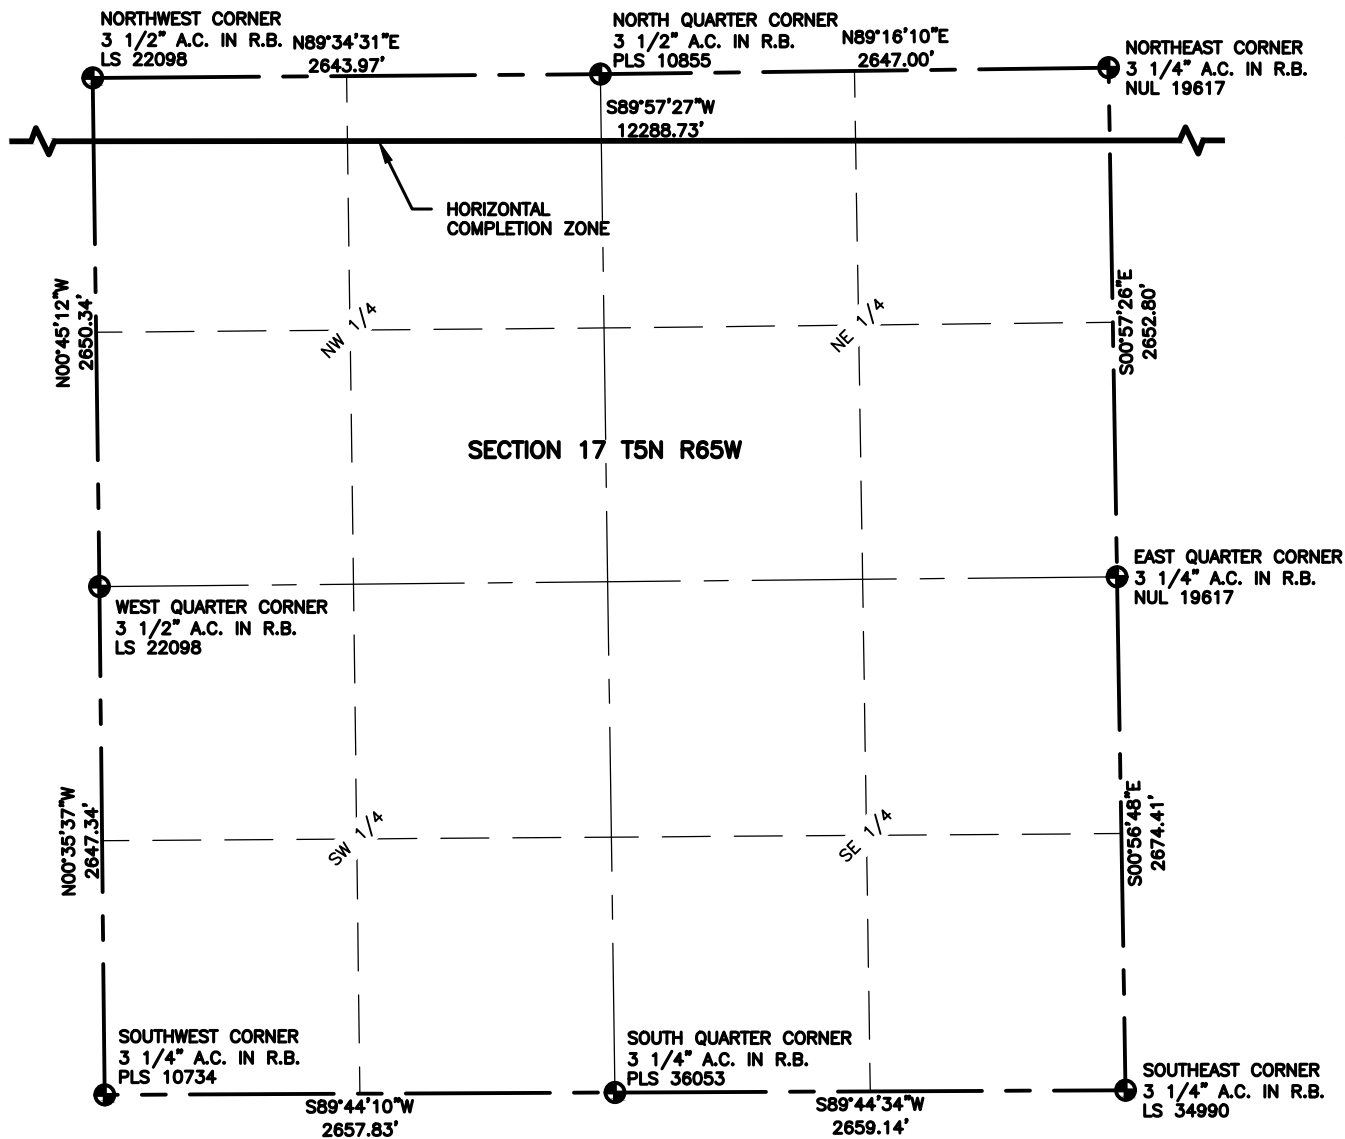 NORTHWEST CORNER
3 1/2" A.C. IN R.B.
LS 22098
N89°34'31"E
2643.97'
NORTH QUARTER CORNER
3 1/2" A.C. IN R.B.
PLS 10855
N89°16'10"E
2647.00'
NORTHEAST CORNER
3 1/4" A.C. IN R.B.
NUL 19617
S89°57'27"W
12288.73'
HORIZONTAL
COMPLETION ZONE
N00°45'12"W
2650.34'
NW 1/4
NE 1/4
S00°57'26"E
2652.80'
SECTION 17 T5N R65W
WEST QUARTER CORNER
3 1/2" A.C. IN R.B.
LS 22098
EAST QUARTER CORNER
3 1/4" A.C. IN R.B.
NUL 19617
N00°35'37"W
2647.34'
SW 1/4
SE 1/4
S00°56'48"E
2674.41'
SOUTHWEST CORNER
3 1/4" A.C. IN R.B.
PLS 10734
S89°44'10"W
2657.83'
SOUTH QUARTER CORNER
3 1/4" A.C. IN R.B.
PLS 36053
S89°44'34"W
2659.14'
SOUTHEAST CORNER
3 1/4" A.C. IN R.B.
LS 34990